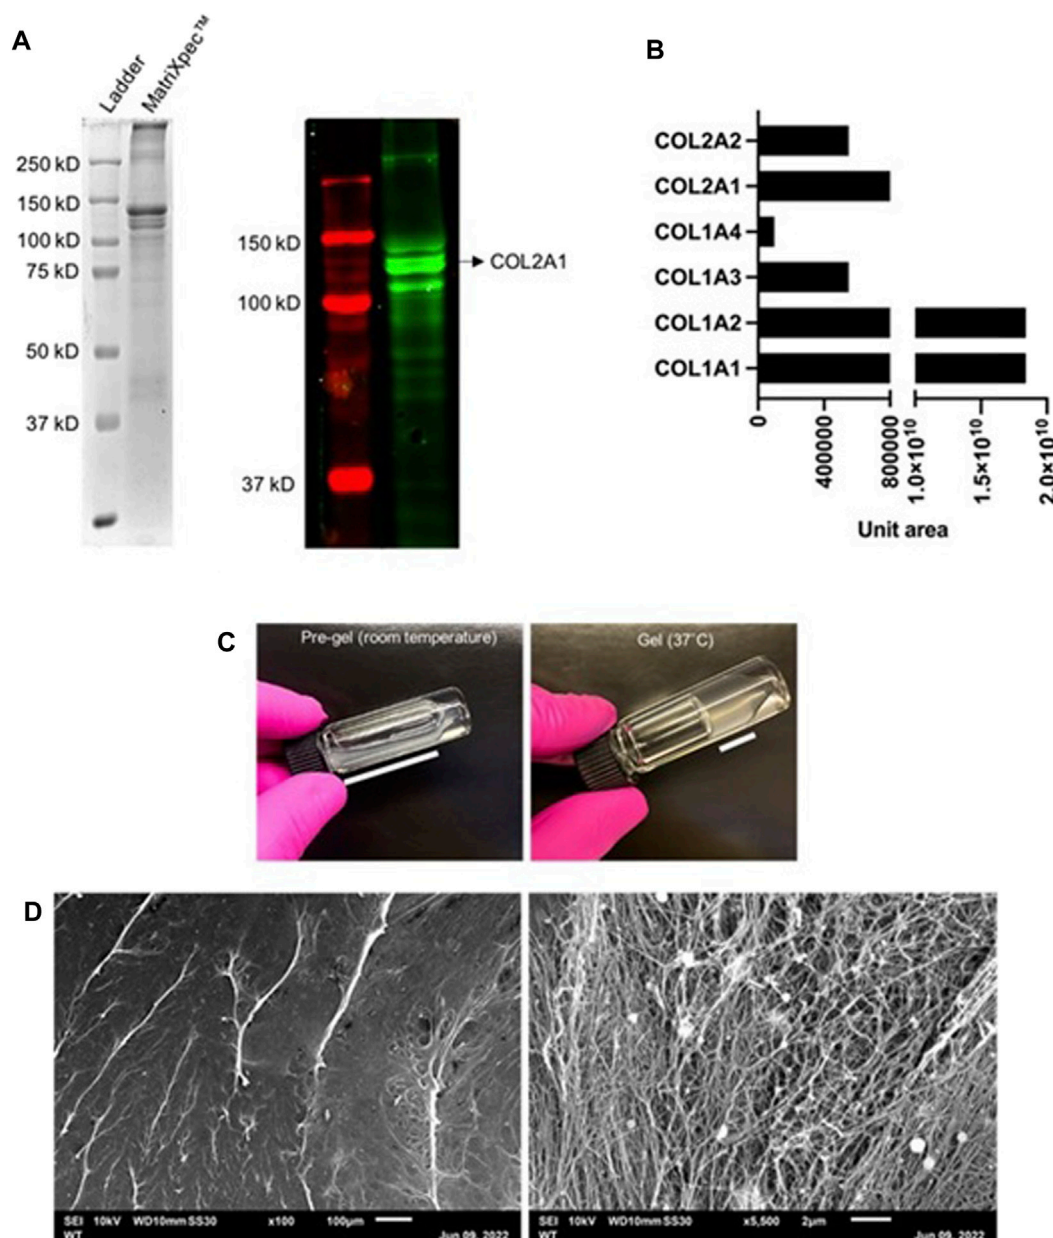 A
Ladder
MatriXpec™
250 kD
150 kD
100 kD
75 kD
50 kD
37 kD
150 kD
100 kD
37 kD
COL2A1
B
COL2A2
COL2A1
COL1A4
COL1A3
COL1A2
COL1A1
0
400000
800000
1.0×10¹⁰
1.5×10¹⁰
2.0×10¹⁰
Unit area
C
Pre-gel (room temperature)
Gel (37°C)
D
SEI 10kV WD10mm SS30 x100 100µm
WT Jun 09, 2022
SEI 10kV WD10mm SS30 x5,500 2µm
WT Jun 09, 2022